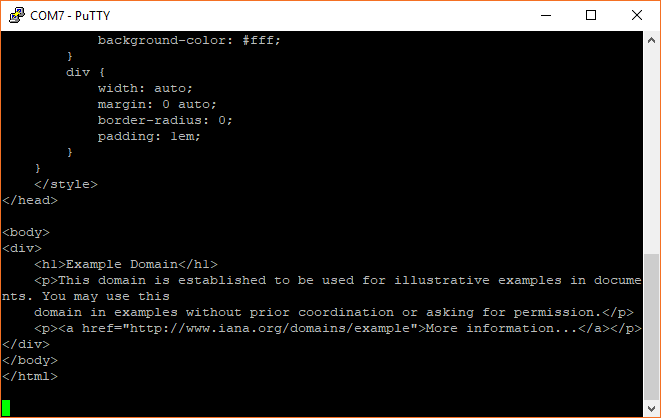 COM7 - PuTTY
background-color: #fff;
}
div {
width: auto;
margin: 0 auto;
border-radius: 0;
padding: 1em;
}
}
</style>
</head>
<body>
<div>
<h1>Example Domain</h1>
<p>This domain is established to be used for illustrative examples in docume
nts. You may use this
domain in examples without prior coordination or asking for permission.</p>
<p><a href="http://www.iana.org/domains/example">More information...</a></p>
</div>
</body>
</html>